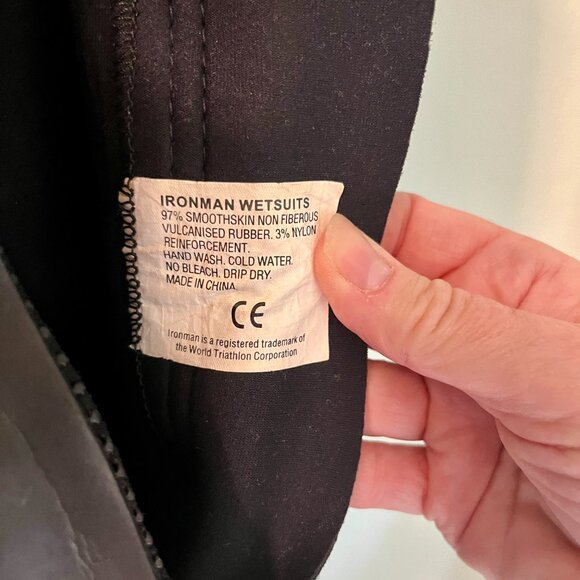 IRONMAN WETSUITS
97% SMOOTHSKIN NON FIBEROUS
VULCANISED RUBBER. 3% NYLON
REINFORCEMENT.
HAND WASH. COLD WATER.
NO BLEACH. DRIP DRY.
MADE IN CHINA.
CE
Ironman is a registered trademark of
the World Triathlon Corporation